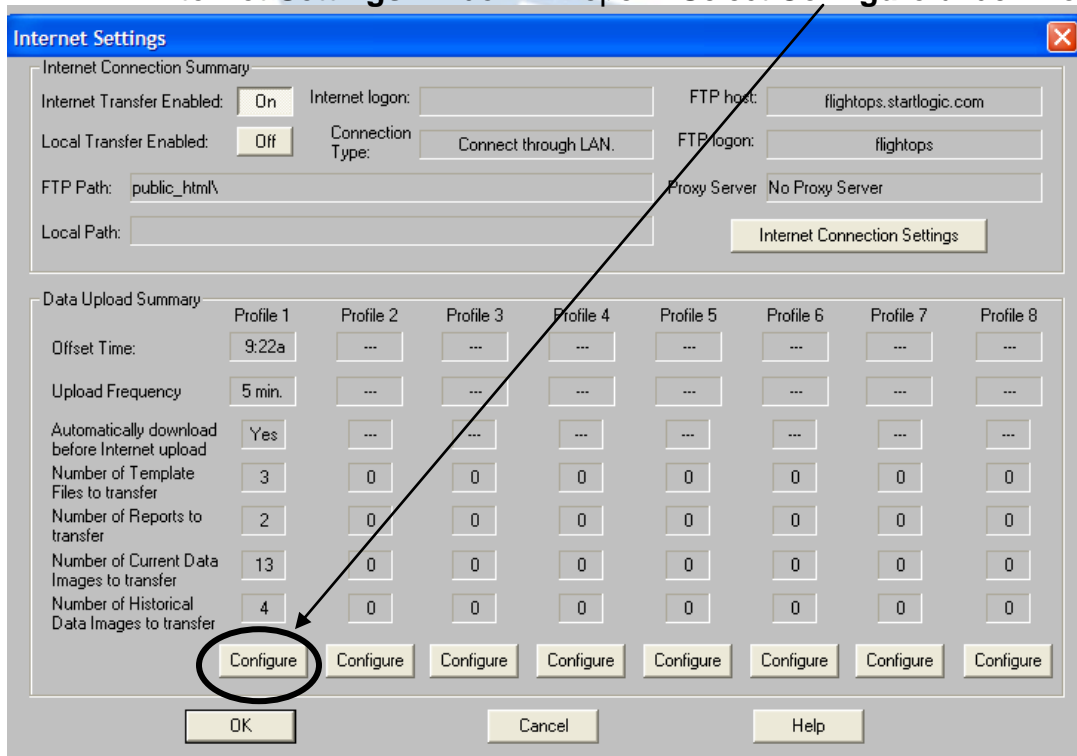 Internet Settings
Internet Connection Summary
Internet Transfer Enabled: On Internet logon: FTP host: flightops.startlogic.com
Local Transfer Enabled: Off Connection Type: Connect through LAN. FTP logon: flightops
FTP Path: public_html\ Proxy Server No Proxy Server
Local Path: Internet Connection Settings
Data Upload Summary
Profile 1 Profile 2 Profile 3 Profile 4 Profile 5 Profile 6 Profile 7 Profile 8
Offset Time: 9:22a --- --- --- --- --- --- ---
Upload Frequency 5 min. --- --- --- --- --- --- ---
Automatically download
before Internet upload Yes --- --- --- --- --- --- ---
Number of Template
Files to transfer 3 0 0 0 0 0 0 0
Number of Reports to
transfer 2 0 0 0 0 0 0 0
Number of Current Data
Images to transfer 13 0 0 0 0 0 0 0
Number of Historical
Data Images to transfer 4 0 0 0 0 0 0 0
Configure Configure Configure Configure Configure Configure Configure Configure
OK Cancel Help